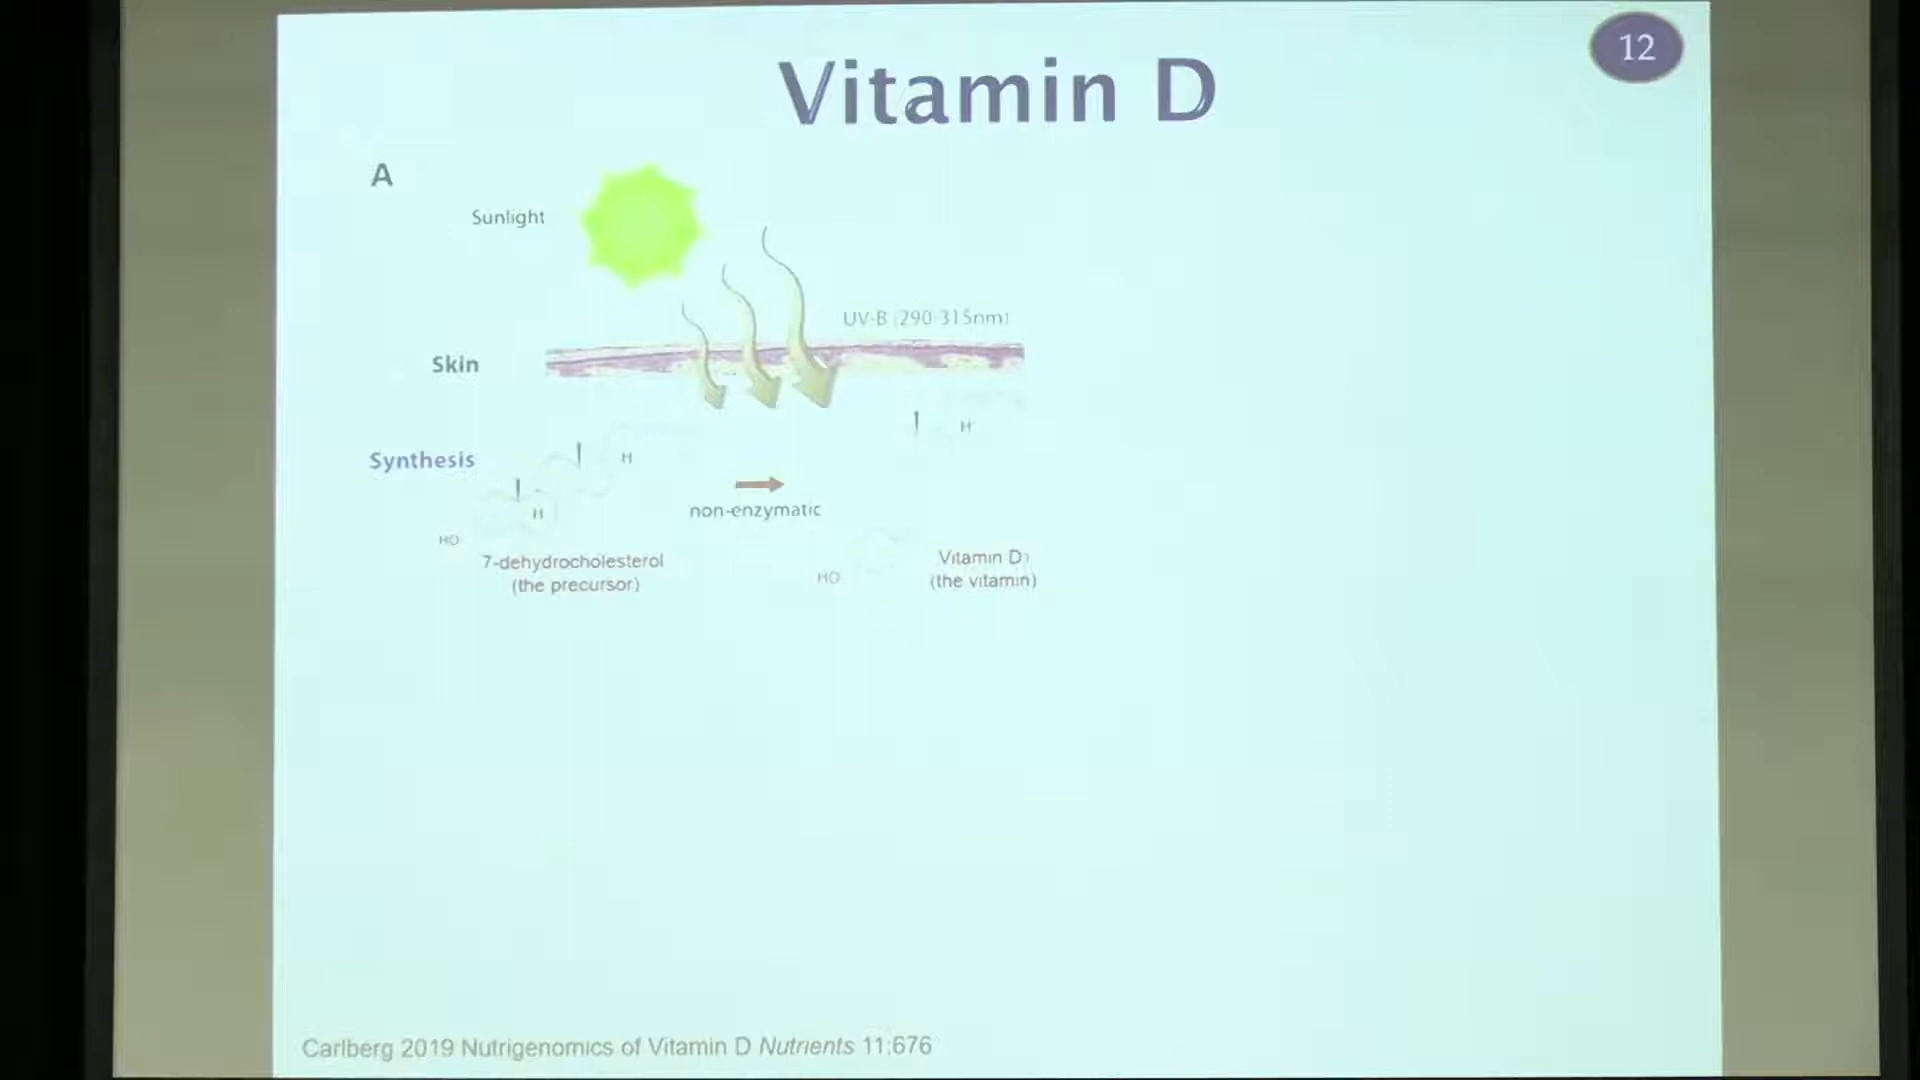 12
Vitamin D
A
Sunlight
UV-B (290-315nm)
Skin
H
H
Synthesis
H
non-enzymatic
HO
7-dehydrocholesterol
(the precursor)
HO
Vitamin D3
(the vitamin)
Carlberg 2019 Nutrigenomics of Vitamin D Nutrients 11:676